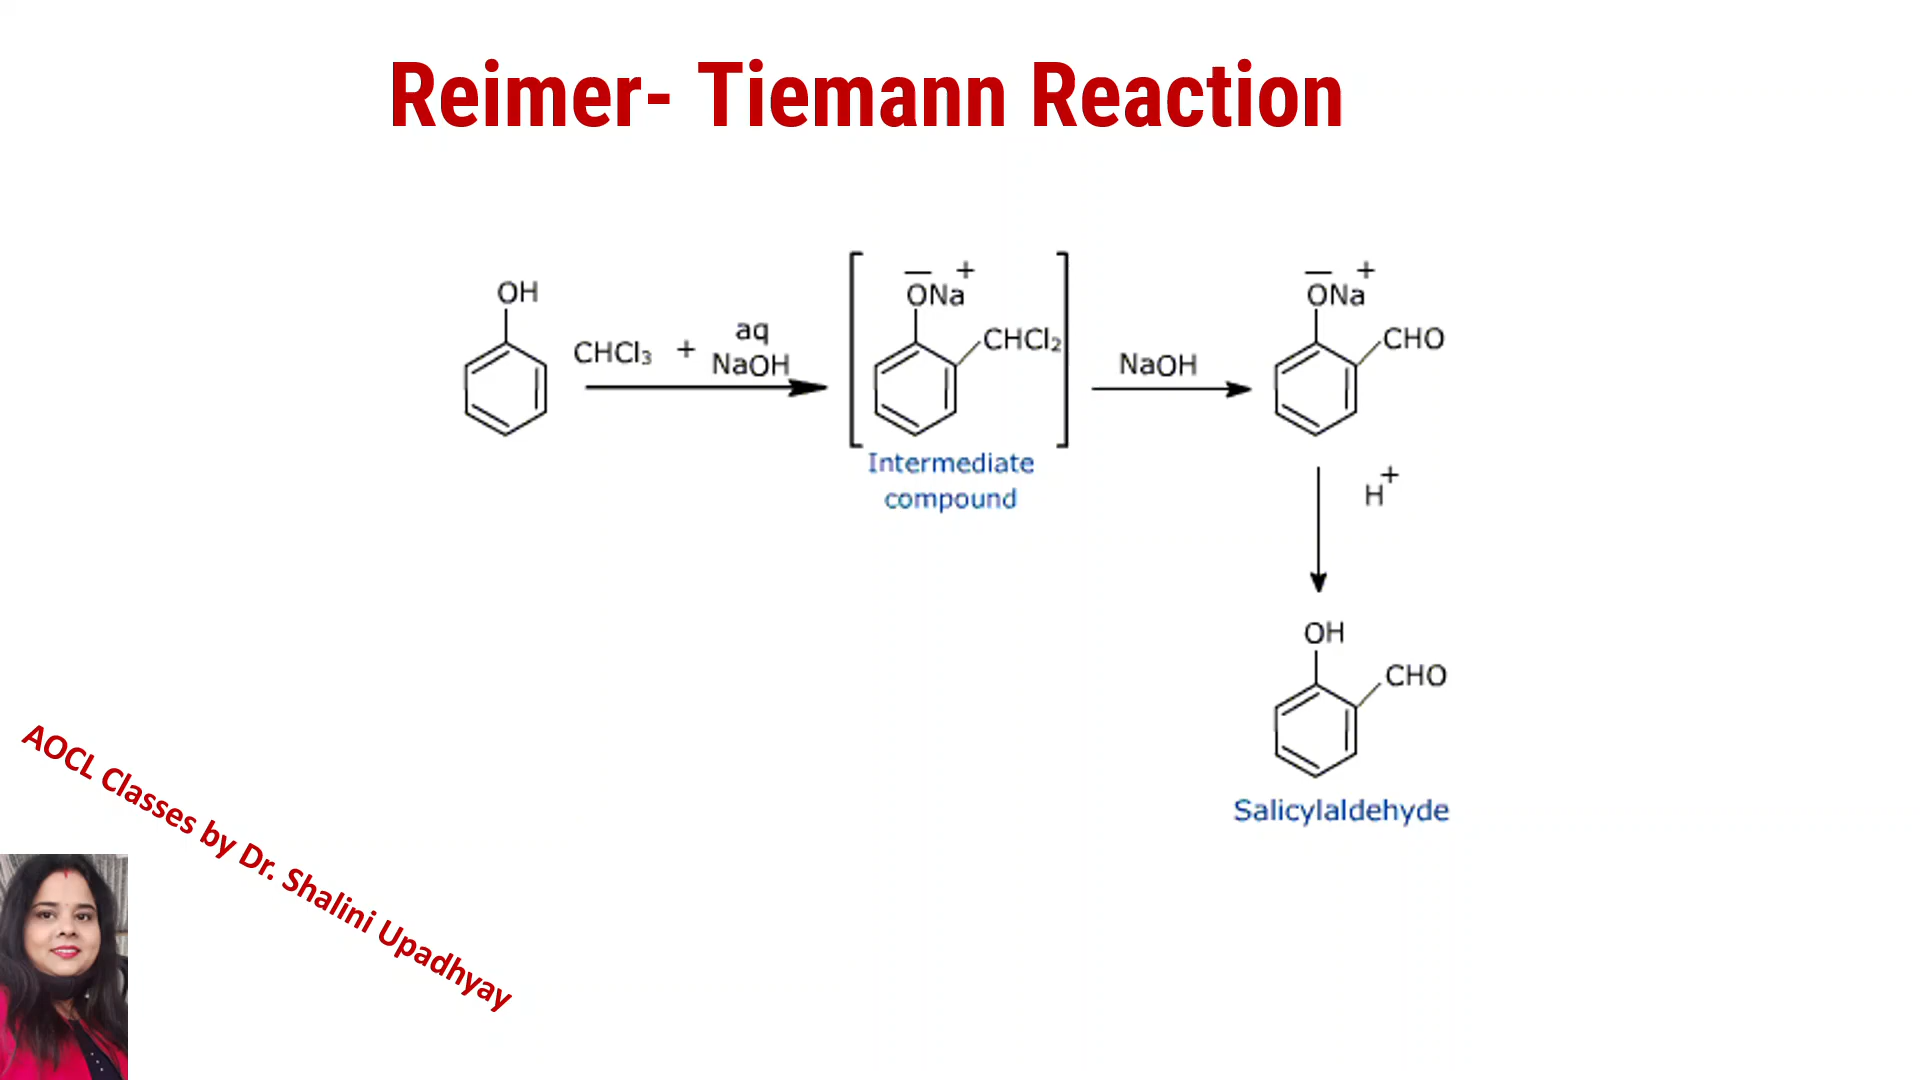 Reimer- Tiemann Reaction
OH
CHCl₃ + aq NaOH
— +
ONa
CHCl₂
Intermediate
compound
NaOH
— +
ONa
CHO
H⁺
OH
CHO
Salicylaldehyde
AOCL Classes by Dr. Shalini Upadhyay